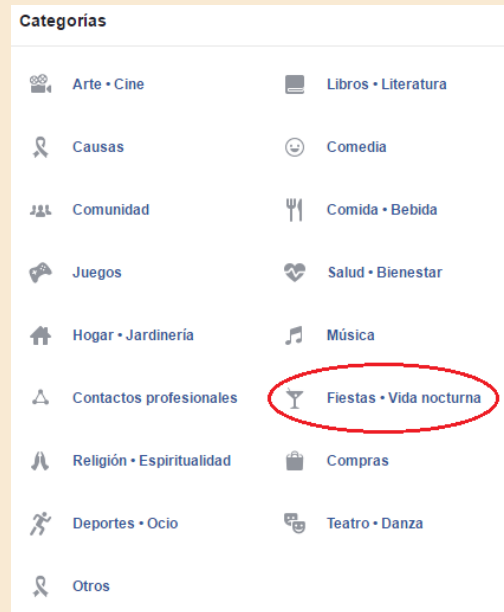 Categorías
Arte • Cine
Libros • Literatura
Causas
Comedia
Comunidad
Comida • Bebida
Juegos
Salud • Bienestar
Hogar • Jardinería
Música
Contactos profesionales
Fiestas • Vida nocturna
Religión • Espiritualidad
Compras
Deportes • Ocio
Teatro • Danza
Otros